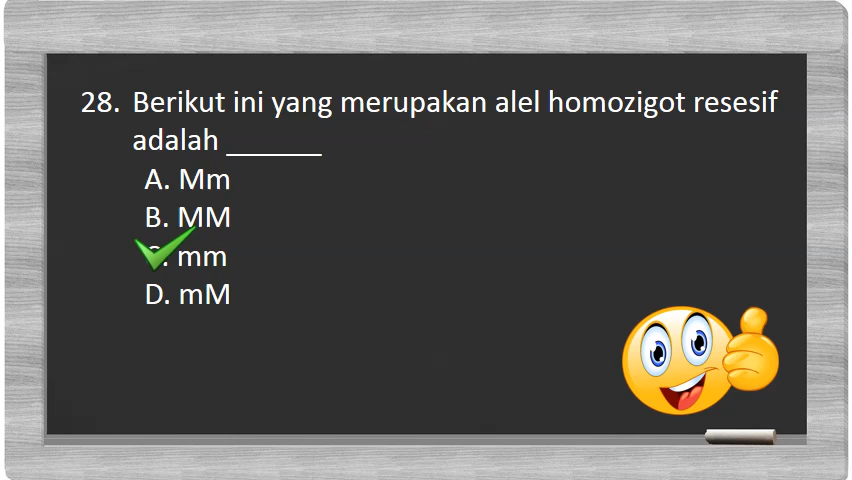 28. Berikut ini yang merupakan alel homozigot resesif
adalah ______
A. Mm
B. MM
. mm
D. mM